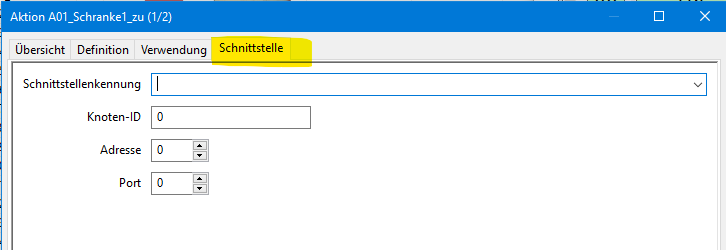 Aktion A01_Schranke1_zu (1/2)
Übersicht Definition Verwendung Schnittstelle
Schnittstellenkennung
Knoten-ID 0
Adresse 0
Port 0